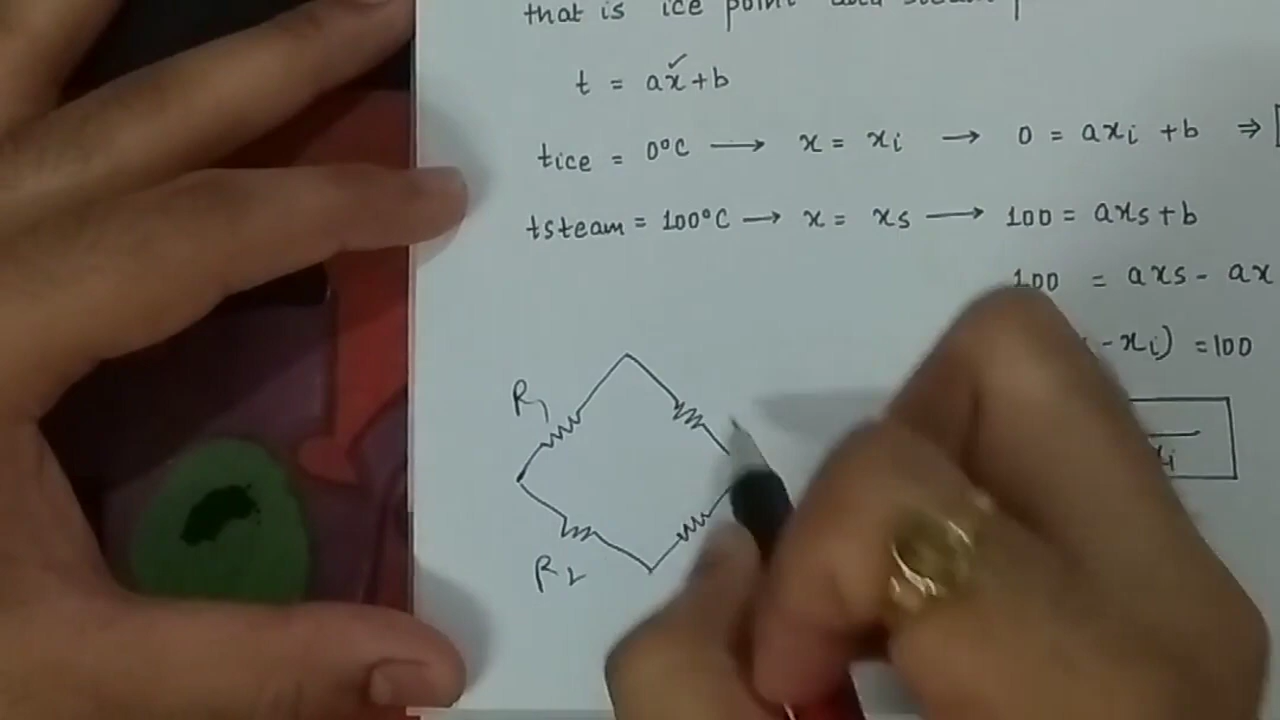 that is ice point
t = ax+b
tice = 0°C → x = xi → 0 = axi +b ⇒ [
tsteam = 100°C → x = xs → 100 = axs+b
100 = axs - ax
- xi) = 100
R1
R2